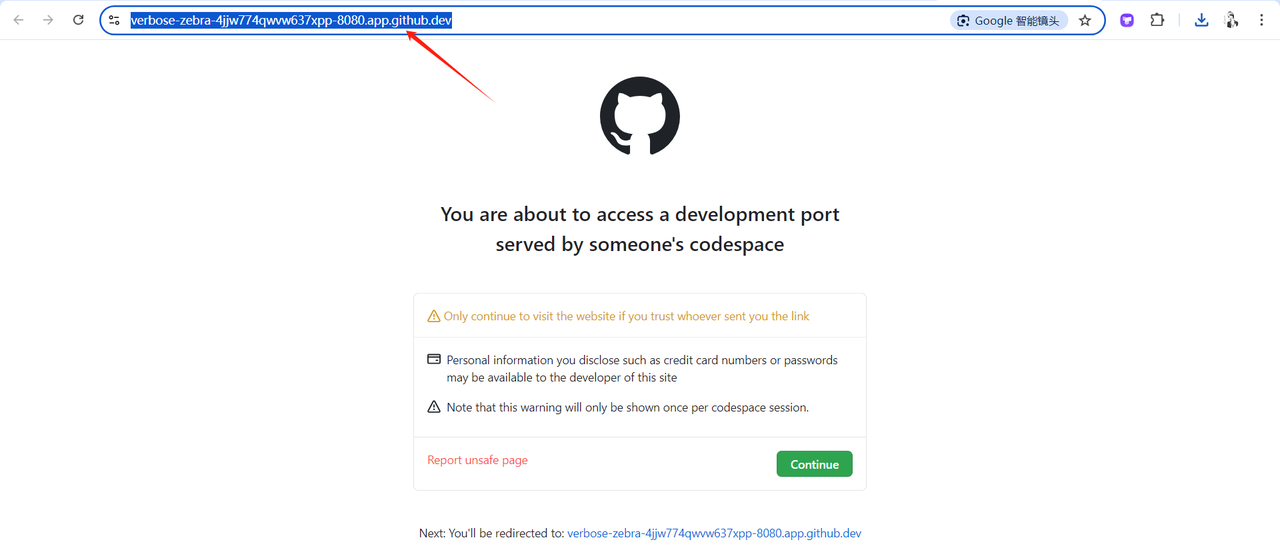 verbose-zebra-4jjw774qwvw637xpp-8080.app.github.dev
Google 智能镜头
You are about to access a development port
served by someone's codespace
Only continue to visit the website if you trust whoever sent you the link
Personal information you disclose such as credit card numbers or passwords
may be available to the developer of this site
Note that this warning will only be shown once per codespace session.
Report unsafe page
Continue
Next: You'll be redirected to: verbose-zebra-4jjw774qwvw637xpp-8080.app.github.dev